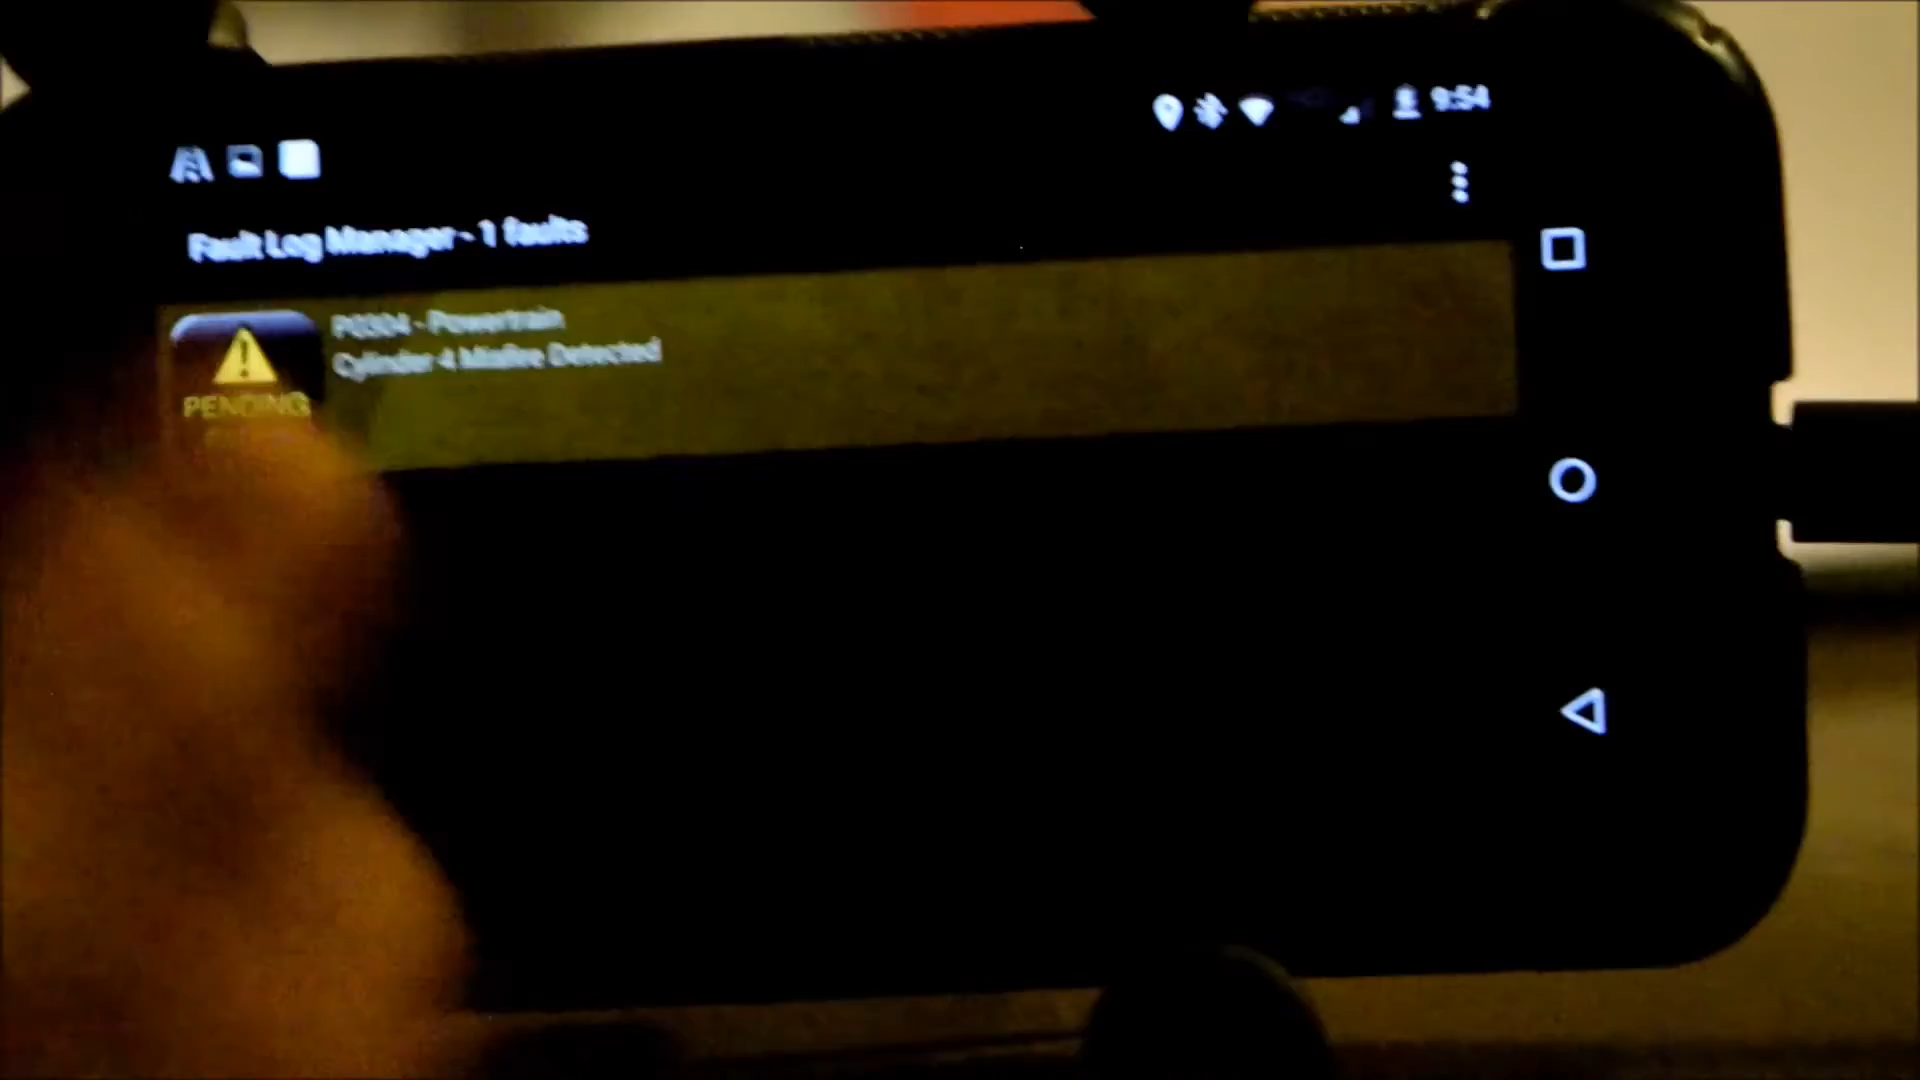 9:54
Fault Log Manager - 1 faults
P0304 - Powertrain
Cylinder 4 Misfire Detected
PENDING